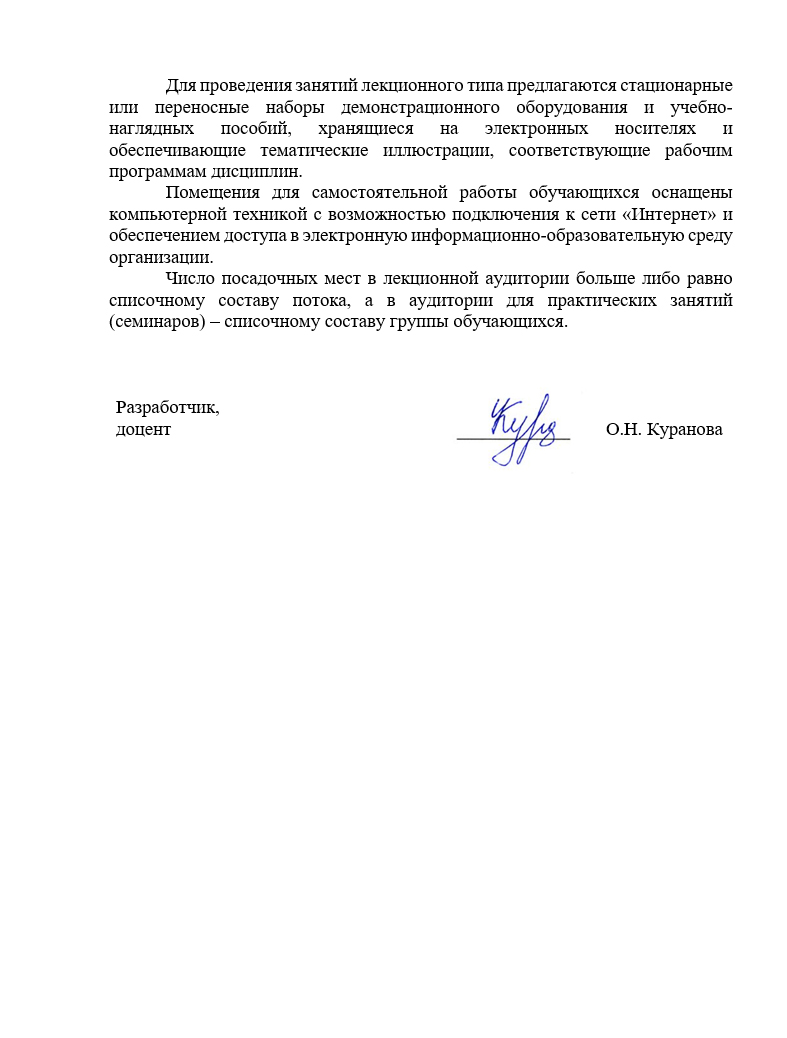 Для проведения занятий лекционного типа предлагаются стационарные
или переносные наборы демонстрационного оборудования и учебно-
наглядных пособий, хранящиеся на электронных носителях и
обеспечивающие тематические иллюстрации, соответствующие рабочим
программам дисциплин.
Помещения для самостоятельной работы обучающихся оснащены
компьютерной техникой с возможностью подключения к сети «Интернет» и
обеспечением доступа в электронную информационно-образовательную среду
организации.
Число посадочных мест в лекционной аудитории больше либо равно
списочному составу потока, а в аудитории для практических занятий
(семинаров) – списочному составу группы обучающихся.
Разработчик,
доцент О.Н. Куранова